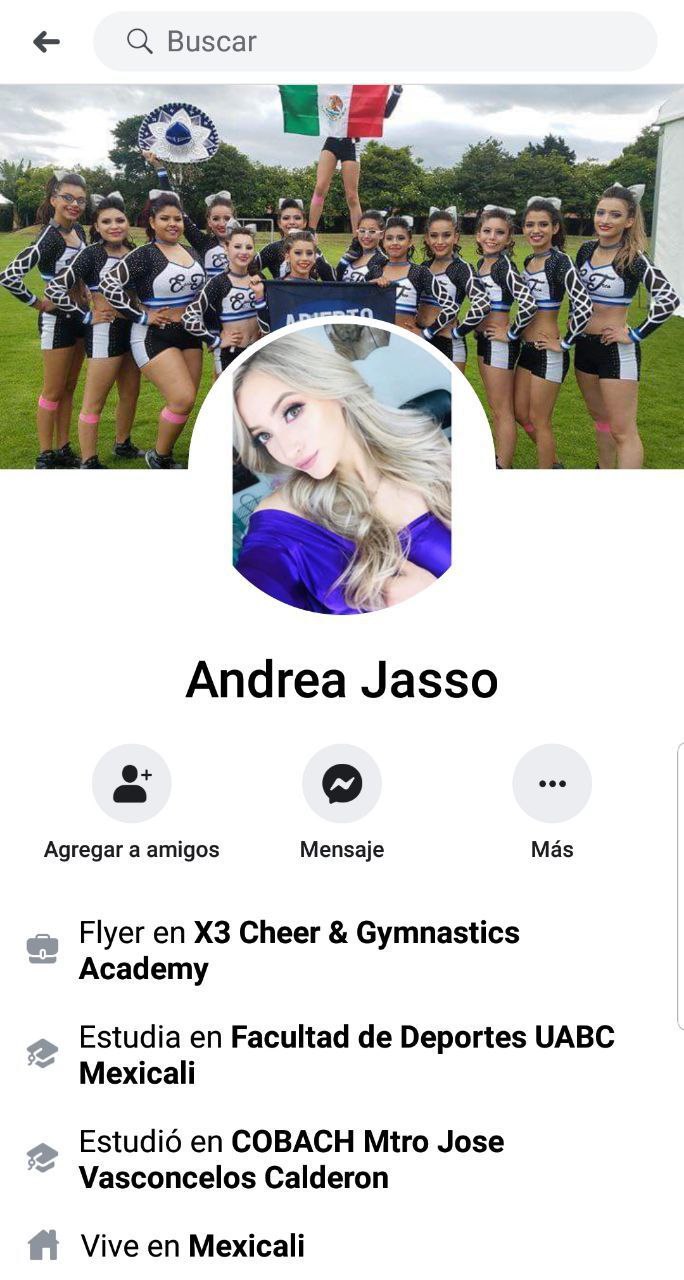 Buscar
ABIERTO
Andrea Jasso
Agregar a amigos
Mensaje
Más
Flyer en X3 Cheer & Gymnastics
Academy
Estudia en Facultad de Deportes UABC
Mexicali
Estudió en COBACH Mtro Jose
Vasconcelos Calderon
Vive en Mexicali